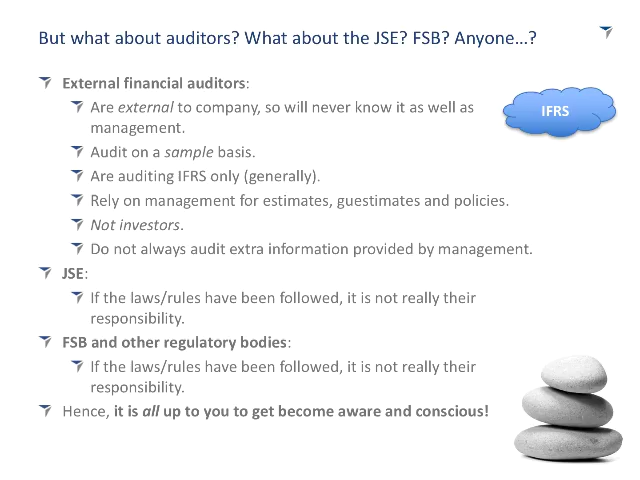 But what about auditors? What about the JSE? FSB? Anyone…?
External financial auditors:
Are external to company, so will never know it as well as
management.
IFRS
Audit on a sample basis.
Are auditing IFRS only (generally).
Rely on management for estimates, guestimates and policies.
Not investors.
Do not always audit extra information provided by management.
JSE:
If the laws/rules have been followed, it is not really their
responsibility.
FSB and other regulatory bodies:
If the laws/rules have been followed, it is not really their
responsibility.
Hence, it is all up to you to get become aware and conscious!